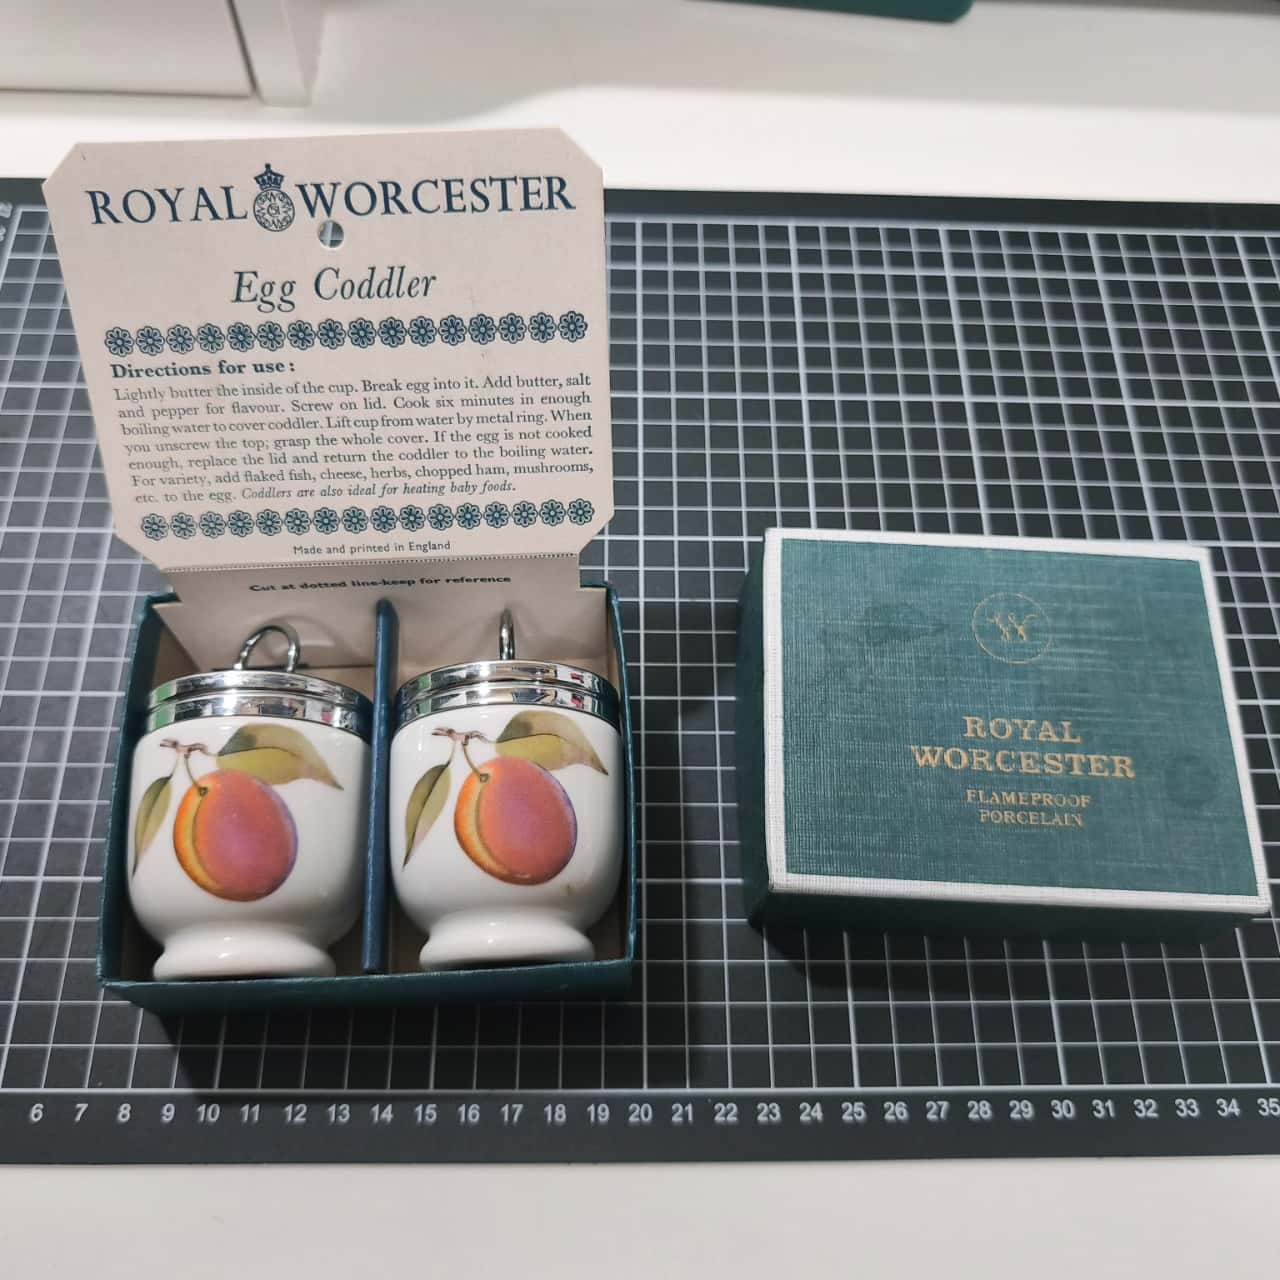 ROYAL WORCESTER
Egg Coddler
Directions for use:
Lightly butter the inside of the cup. Break egg into it. Add butter, salt
and pepper for flavour. Screw on lid. Cook six minutes in enough
boiling water to cover coddler. Lift cup from water by metal ring. When
you unscrew the top; grasp the whole cover. If the egg is not cooked
enough, replace the lid and return the coddler to the boiling water.
For variety, add flaked fish, cheese, herbs, chopped ham, mushrooms,
etc. to the egg. Coddlers are also ideal for heating baby foods.
Made and printed in England
Cut at dotted line-keep for reference
ROYAL
WORCESTER
FLAMEPROOF
PORCELAIN
6 7 8 9 10 11 12 13 14 15 16 17 18 19 20 21 22 23 24 25 26 27 28 29 30 31 32 33 34 35